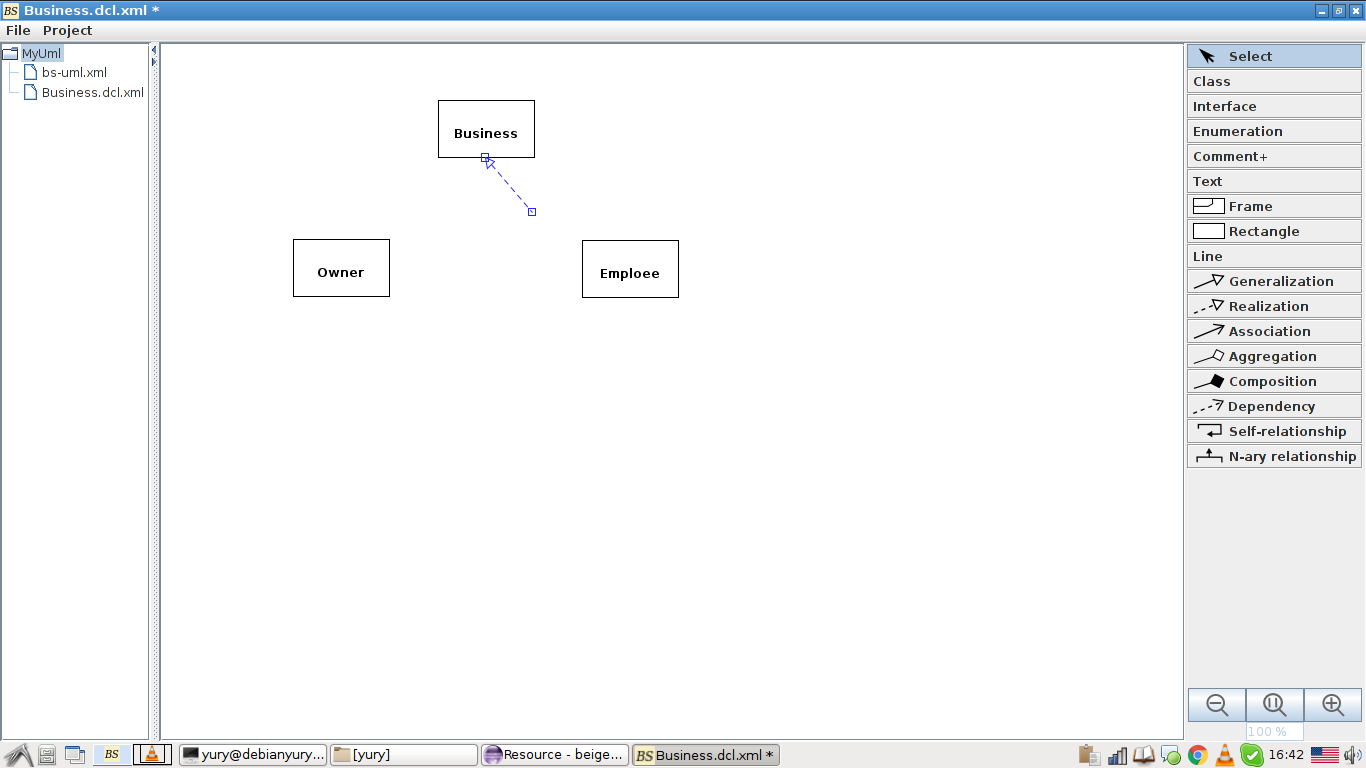 BS Business.dcl.xml *
File Project
MyUml
bs-uml.xml
Business.dcl.xml
Business
Owner
Emploee
Select
Class
Interface
Enumeration
Comment+
Text
Frame
Rectangle
Line
Generalization
Realization
Association
Aggregation
Composition
Dependency
Self-relationship
N-ary relationship
100 %
BS
yury@debianyury...
[yury]
Resource - beige...
BS Business.dcl.xml *
16:42